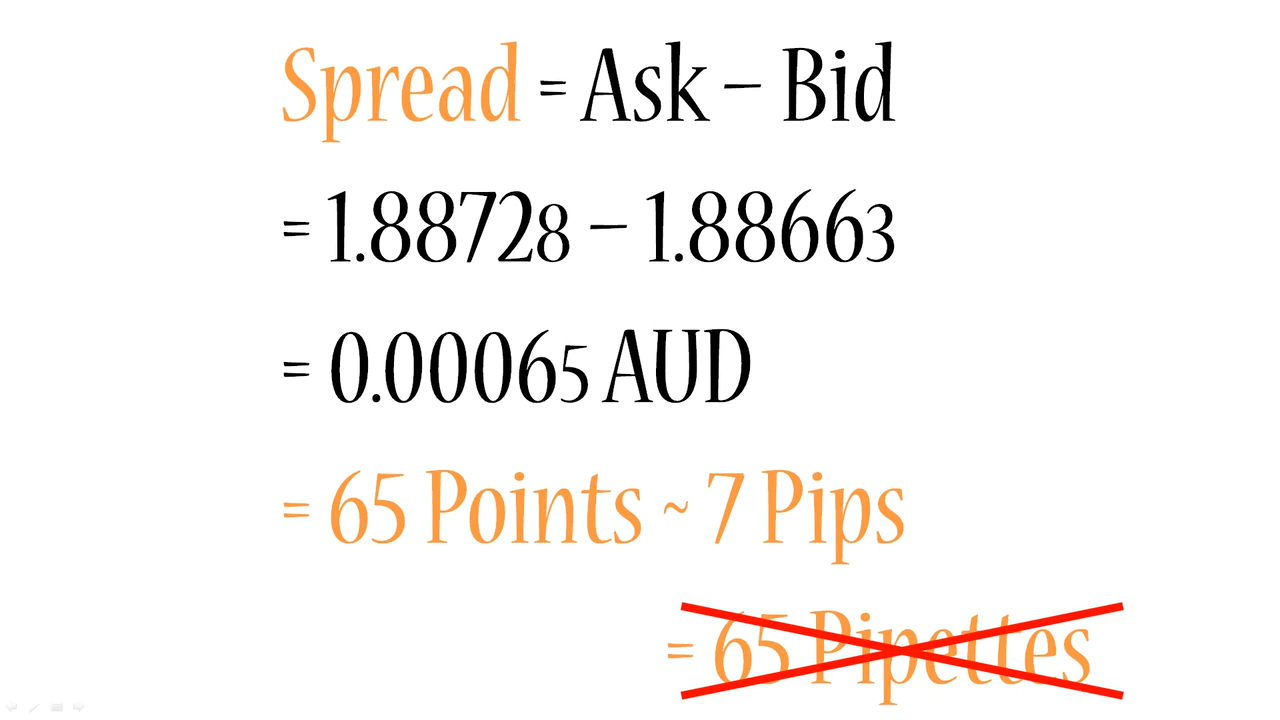 Spread = Ask – Bid
= 1.88728 – 1.88663
= 0.00065 AUD
= 65 Points ~ 7 Pips
= 65 Pipettes